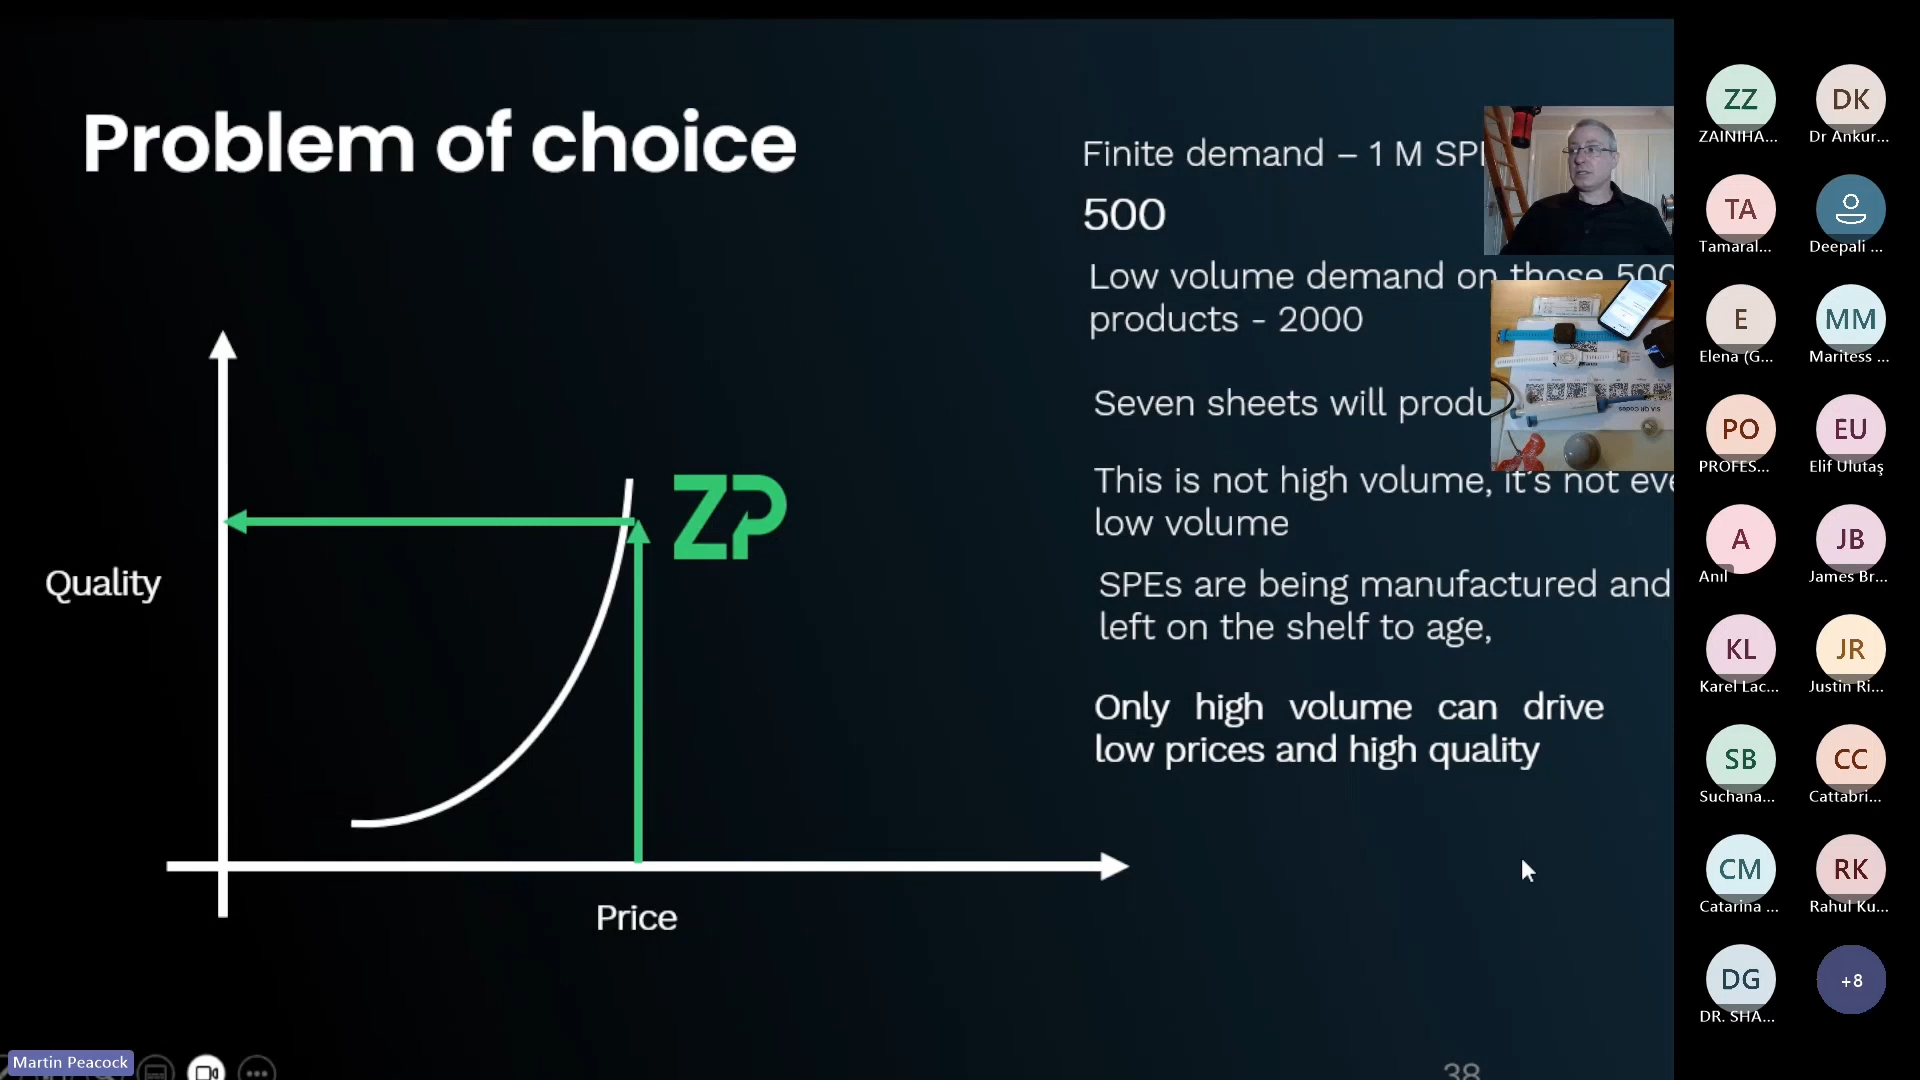 Problem of choice
Finite demand – 1 M
500
Low volume demand on those 500
products - 2000
Seven sheets will
This is not high volume, it's not
low volume
SPEs are being manufactured and
left on the shelf to age,
Only high volume can drive
low prices and high quality
ZP
Quality
Price
38
Martin Peacock
ZZ
ZAINIHA...
DK
Dr Ankur...
TA
Tamaral...
Deepali ...
E
Elena (G...
MM
Maritess ...
PO
PROFES...
EU
Elif Ulutaş
A
Anıl
JB
James Br...
KL
Karel Lac...
JR
Justin Ri...
SB
Suchana...
CC
Cattabri...
CM
Catarina ...
RK
Rahul Ku...
DG
DR. SHA...
+8